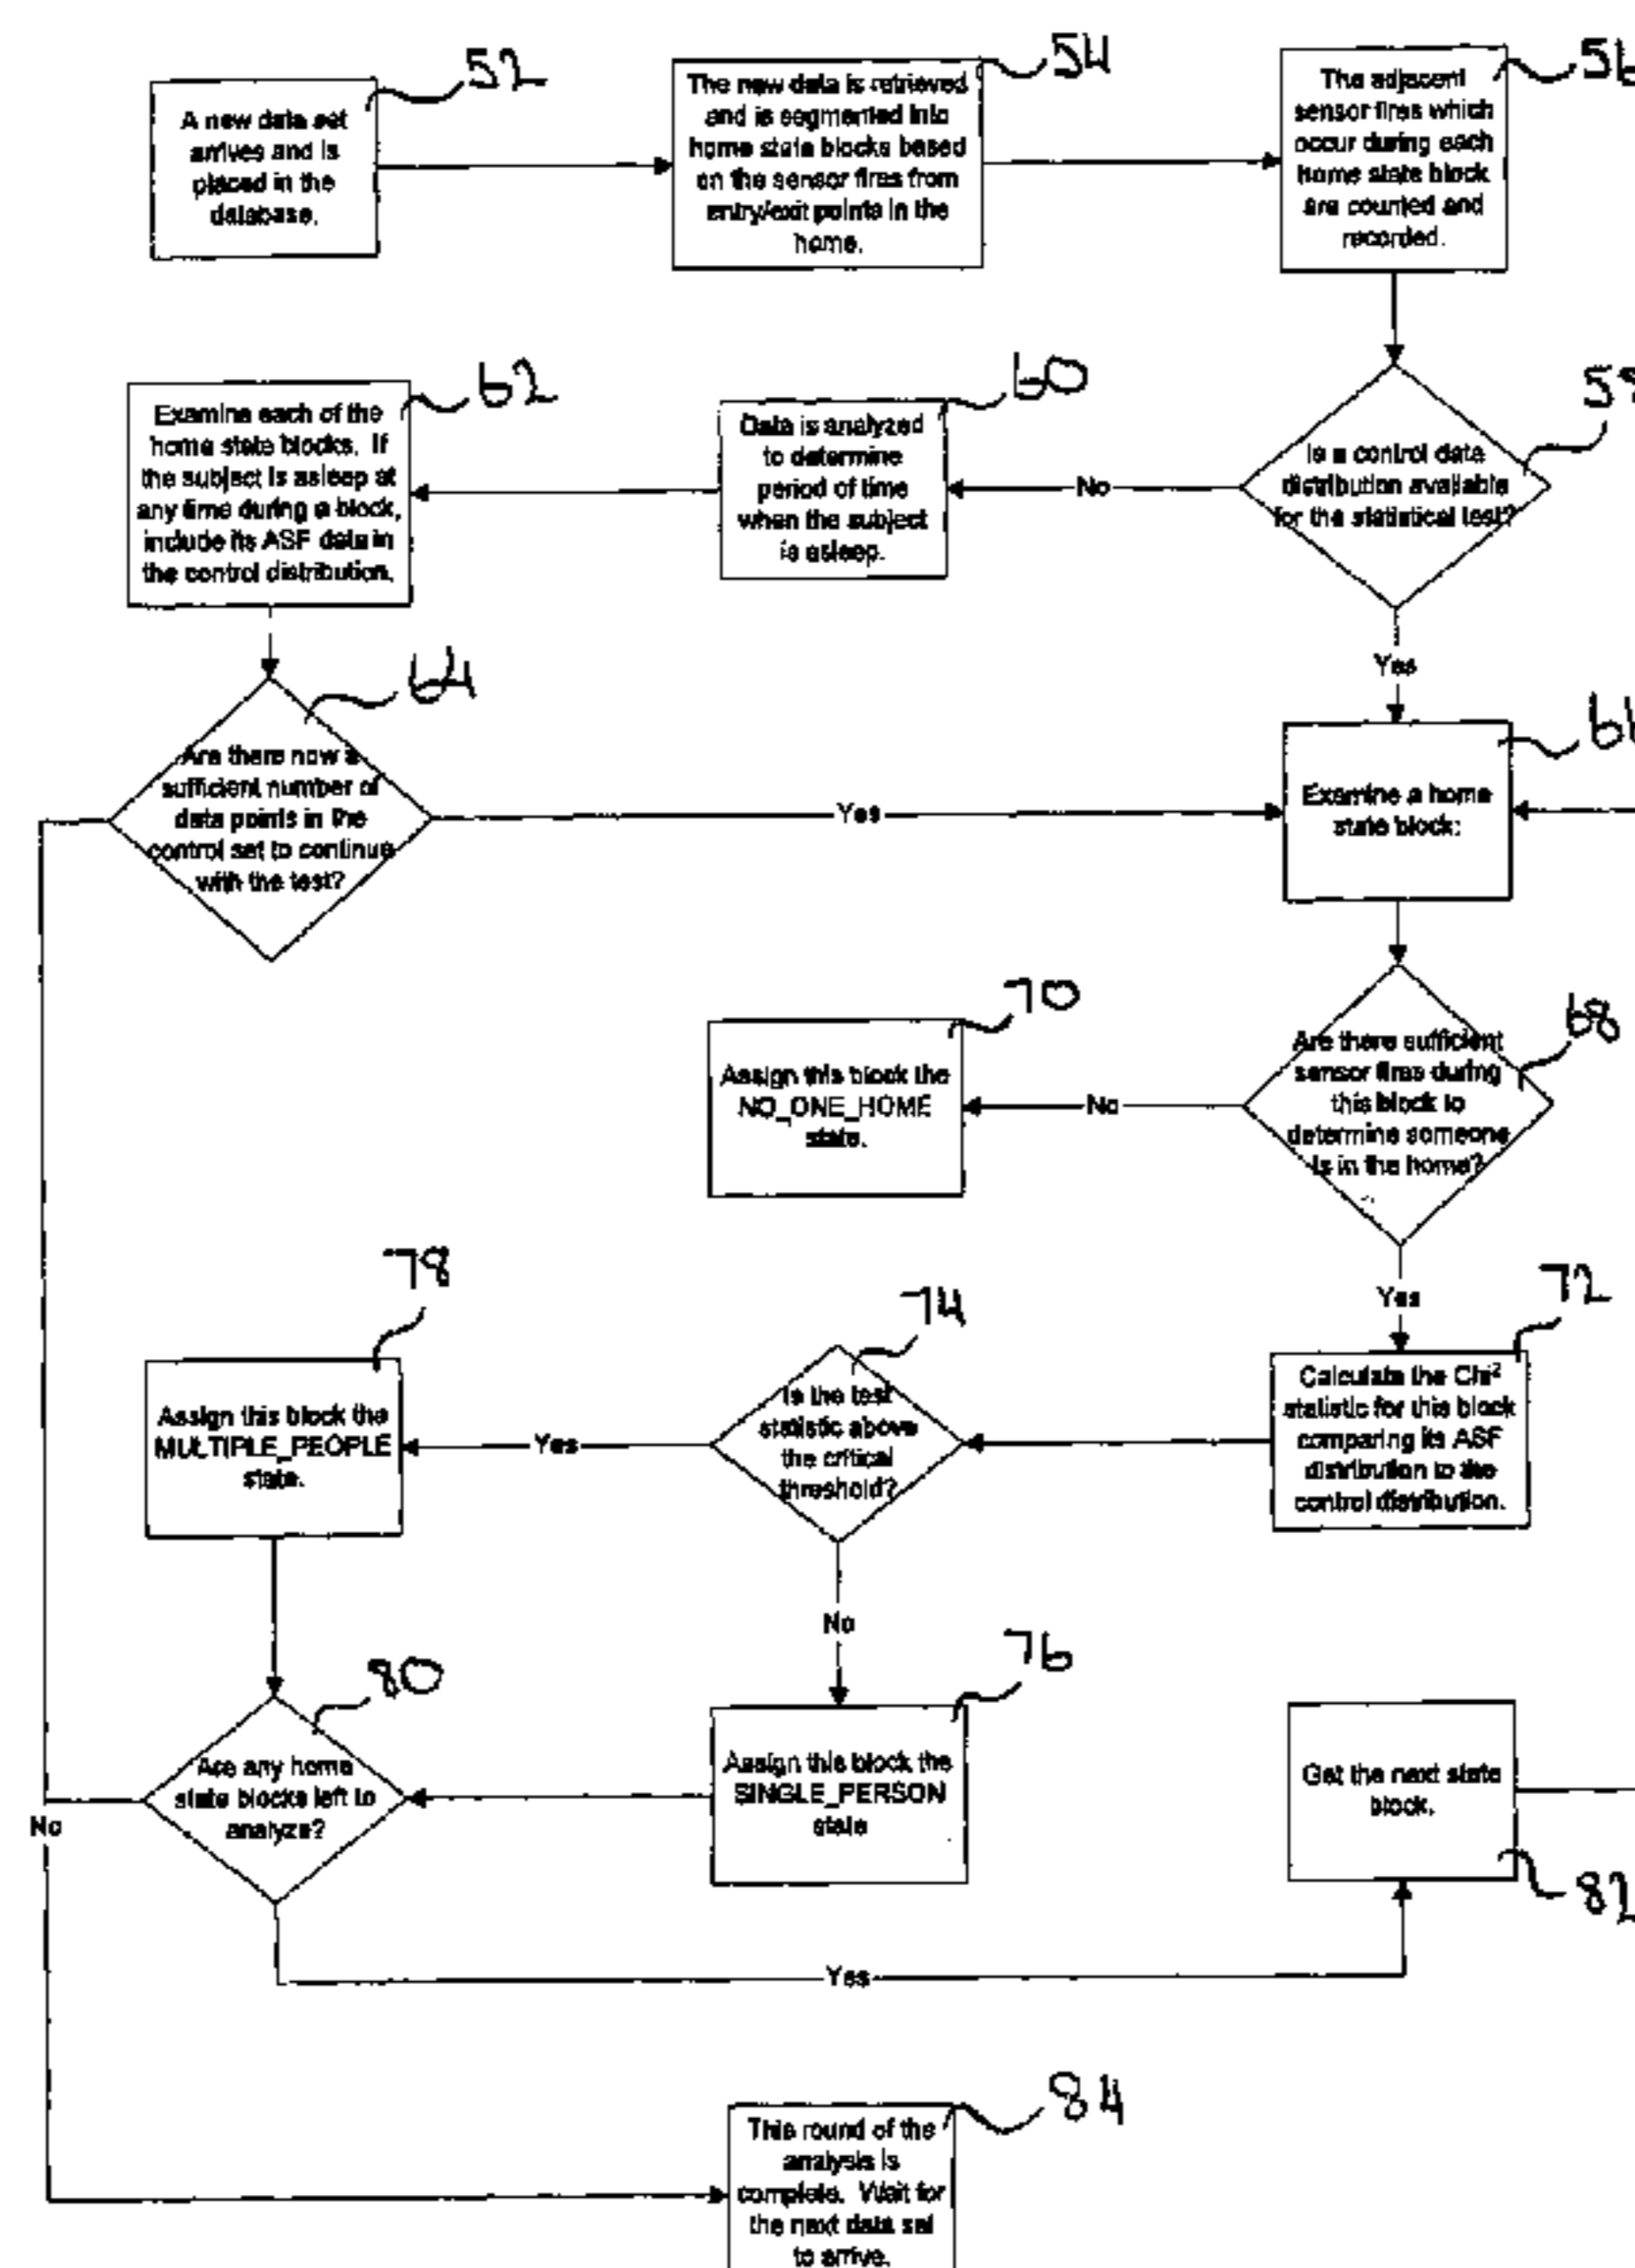 52
A new data set
arrives and is
placed in the
database.
54
The new data is retrieved
and is segmented into
home state blocks based
on the sensor fires from
entry/exit points in the
home.
The adjacent
sensor fires which
occur during each
home state block
are counted and
recorded.
62
Examine each of the
home state blocks. If
the subject is asleep at
any time during a block,
include its ASF data in
the control distribution.
60
Data is analyzed
to determine
period of time
when the subject
is asleep.
No
Is a control data
distribution available
for the statistical test?
Yes
64
Are there now a
sufficient number of
data points in the
control set to continue
with the test?
Yes
Examine a home
state block:
70
Assign this block the
NO_ONE_HOME
state.
No
68
Are there sufficient
sensor fires during
this block to
determine someone
is in the home?
Yes
78
Assign this block the
MULTIPLE_PEOPLE
state.
Yes
74
Is the test
statistic above
the critical
threshold?
No
72
Calculate the Chi²
statistic for this block
comparing its ASF
distribution to the
control distribution.
80
Are any home
state blocks left to
analyze?
No
76
Assign this block the
SINGLE_PERSON
state
Get the next state
block.
82
Yes
84
This round of the
analysis is
complete. Wait for
the next data set
to arrive.